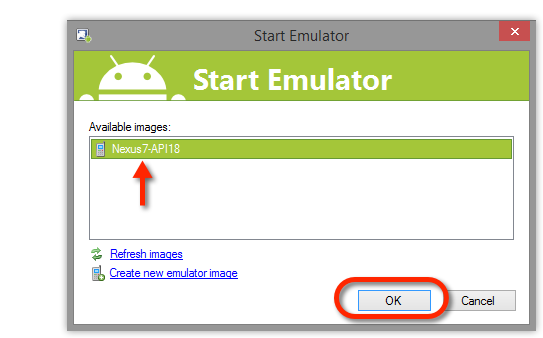 Start Emulator
Start Emulator
Available images:
Nexus7-API18
Refresh images
Create new emulator image
OK Cancel